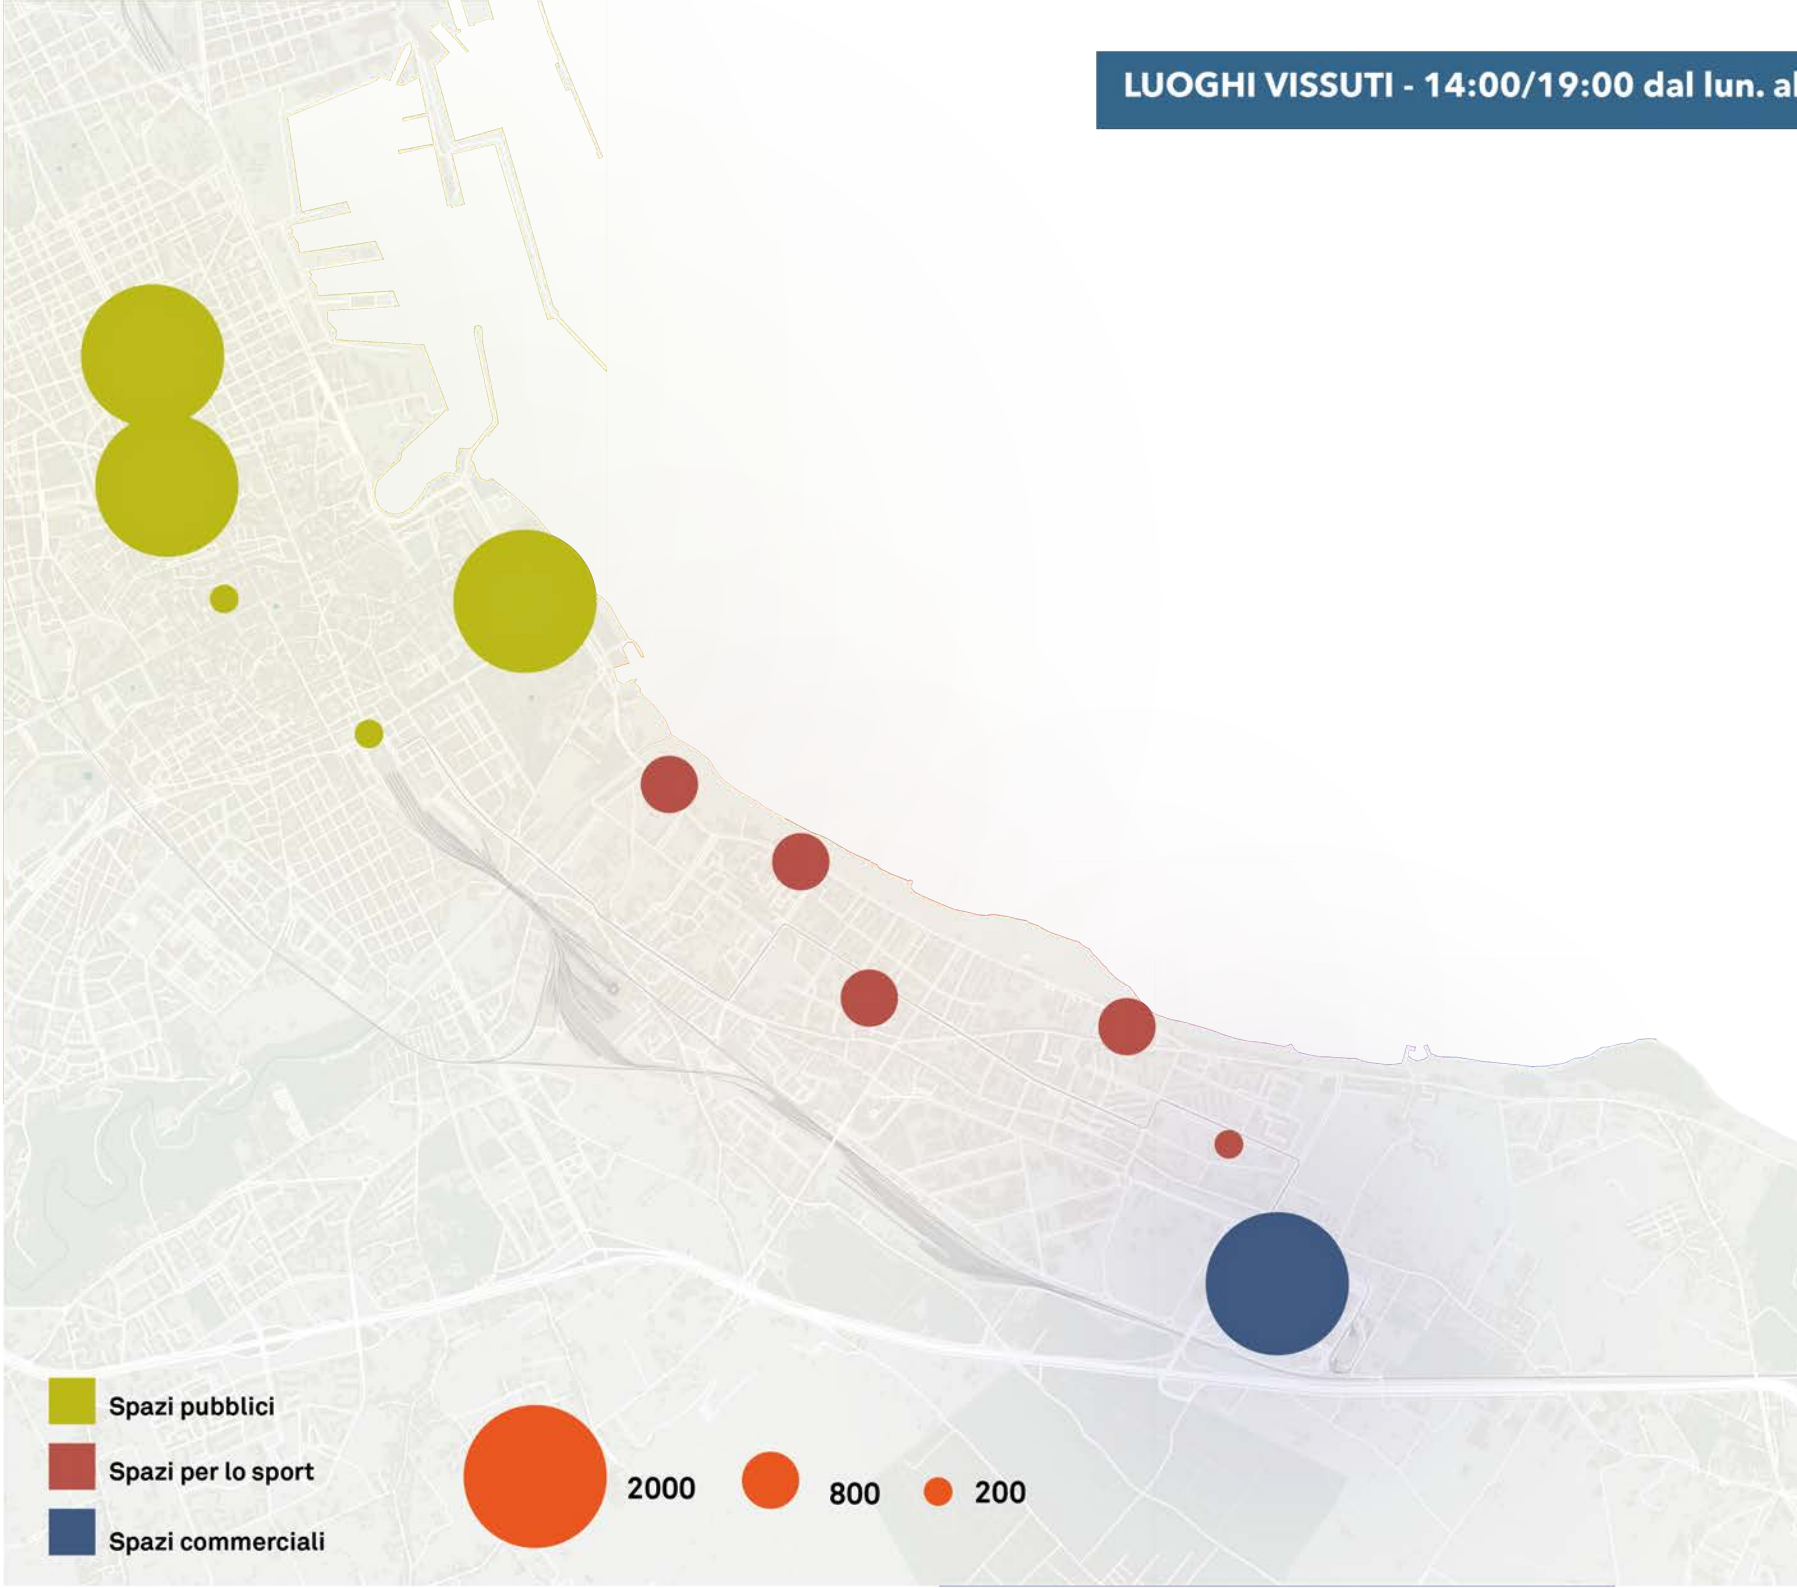 LUOGHI VISSUTI - 14:00/19:00 dal lun. al
Spazi pubblici
Spazi per lo sport
Spazi commerciali
2000
800
200